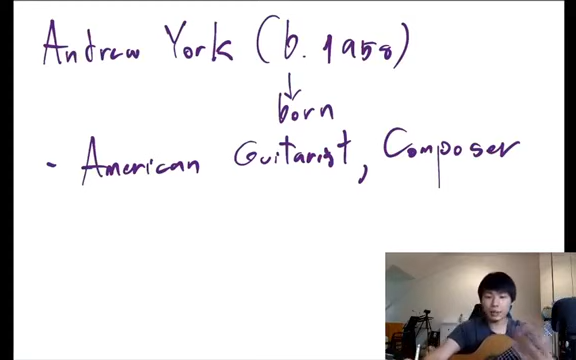 Andrew York (b. 1958)
↓
born
- American Guitarist, Composer